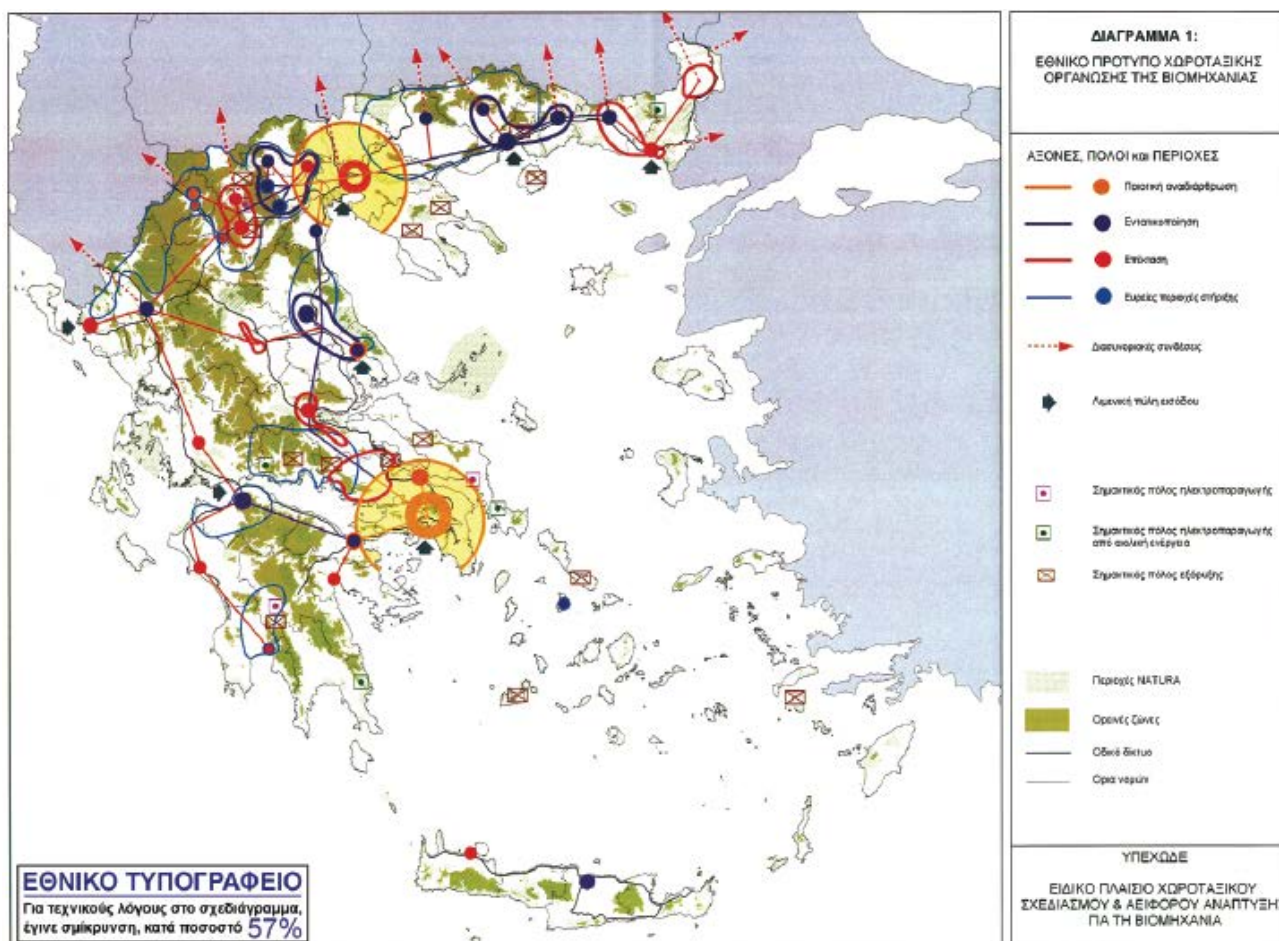 ΔΙΑΓΡΑΜΜΑ 1:
ΕΘΝΙΚΟ ΠΡΟΤΥΠΟ ΧΩΡΟΤΑΞΙΚΗΣ
ΟΡΓΑΝΩΣΗΣ ΤΗΣ ΒΙΟΜΗΧΑΝΙΑΣ
ΑΞΟΝΕΣ, ΠΟΛΟΙ και ΠΕΡΙΟΧΕΣ
Ποιοτική αναδιάρθρωση
Εντατικοποίηση
Επέκταση
Ευρείες περιοχές στήριξης
Διασυνοριακές συνδέσεις
Λιμενική πύλη εισόδου
Σημαντικός πόλος ηλεκτροπαραγωγής
Σημαντικός πόλος ηλεκτροπαραγωγής
από αιολική ενέργεια
Σημαντικός πόλος εξόρυξης
Περιοχές NATURA
Ορεινές ζώνες
Οδικό δίκτυο
Όρια νομών
ΥΠΕΧΩΔΕ
ΕΙΔΙΚΟ ΠΛΑΙΣΙΟ ΧΩΡΟΤΑΞΙΚΟΥ
ΣΧΕΔΙΑΣΜΟΥ & ΑΕΙΦΟΡΟΥ ΑΝΑΠΤΥΞΗΣ
ΓΙΑ ΤΗ ΒΙΟΜΗΧΑΝΙΑ
ΕΘΝΙΚΟ ΤΥΠΟΓΡΑΦΕΙΟ
Για τεχνικούς λόγους στο σχεδιάγραμμα,
έγινε σμίκρυνση, κατά ποσοστό 57%